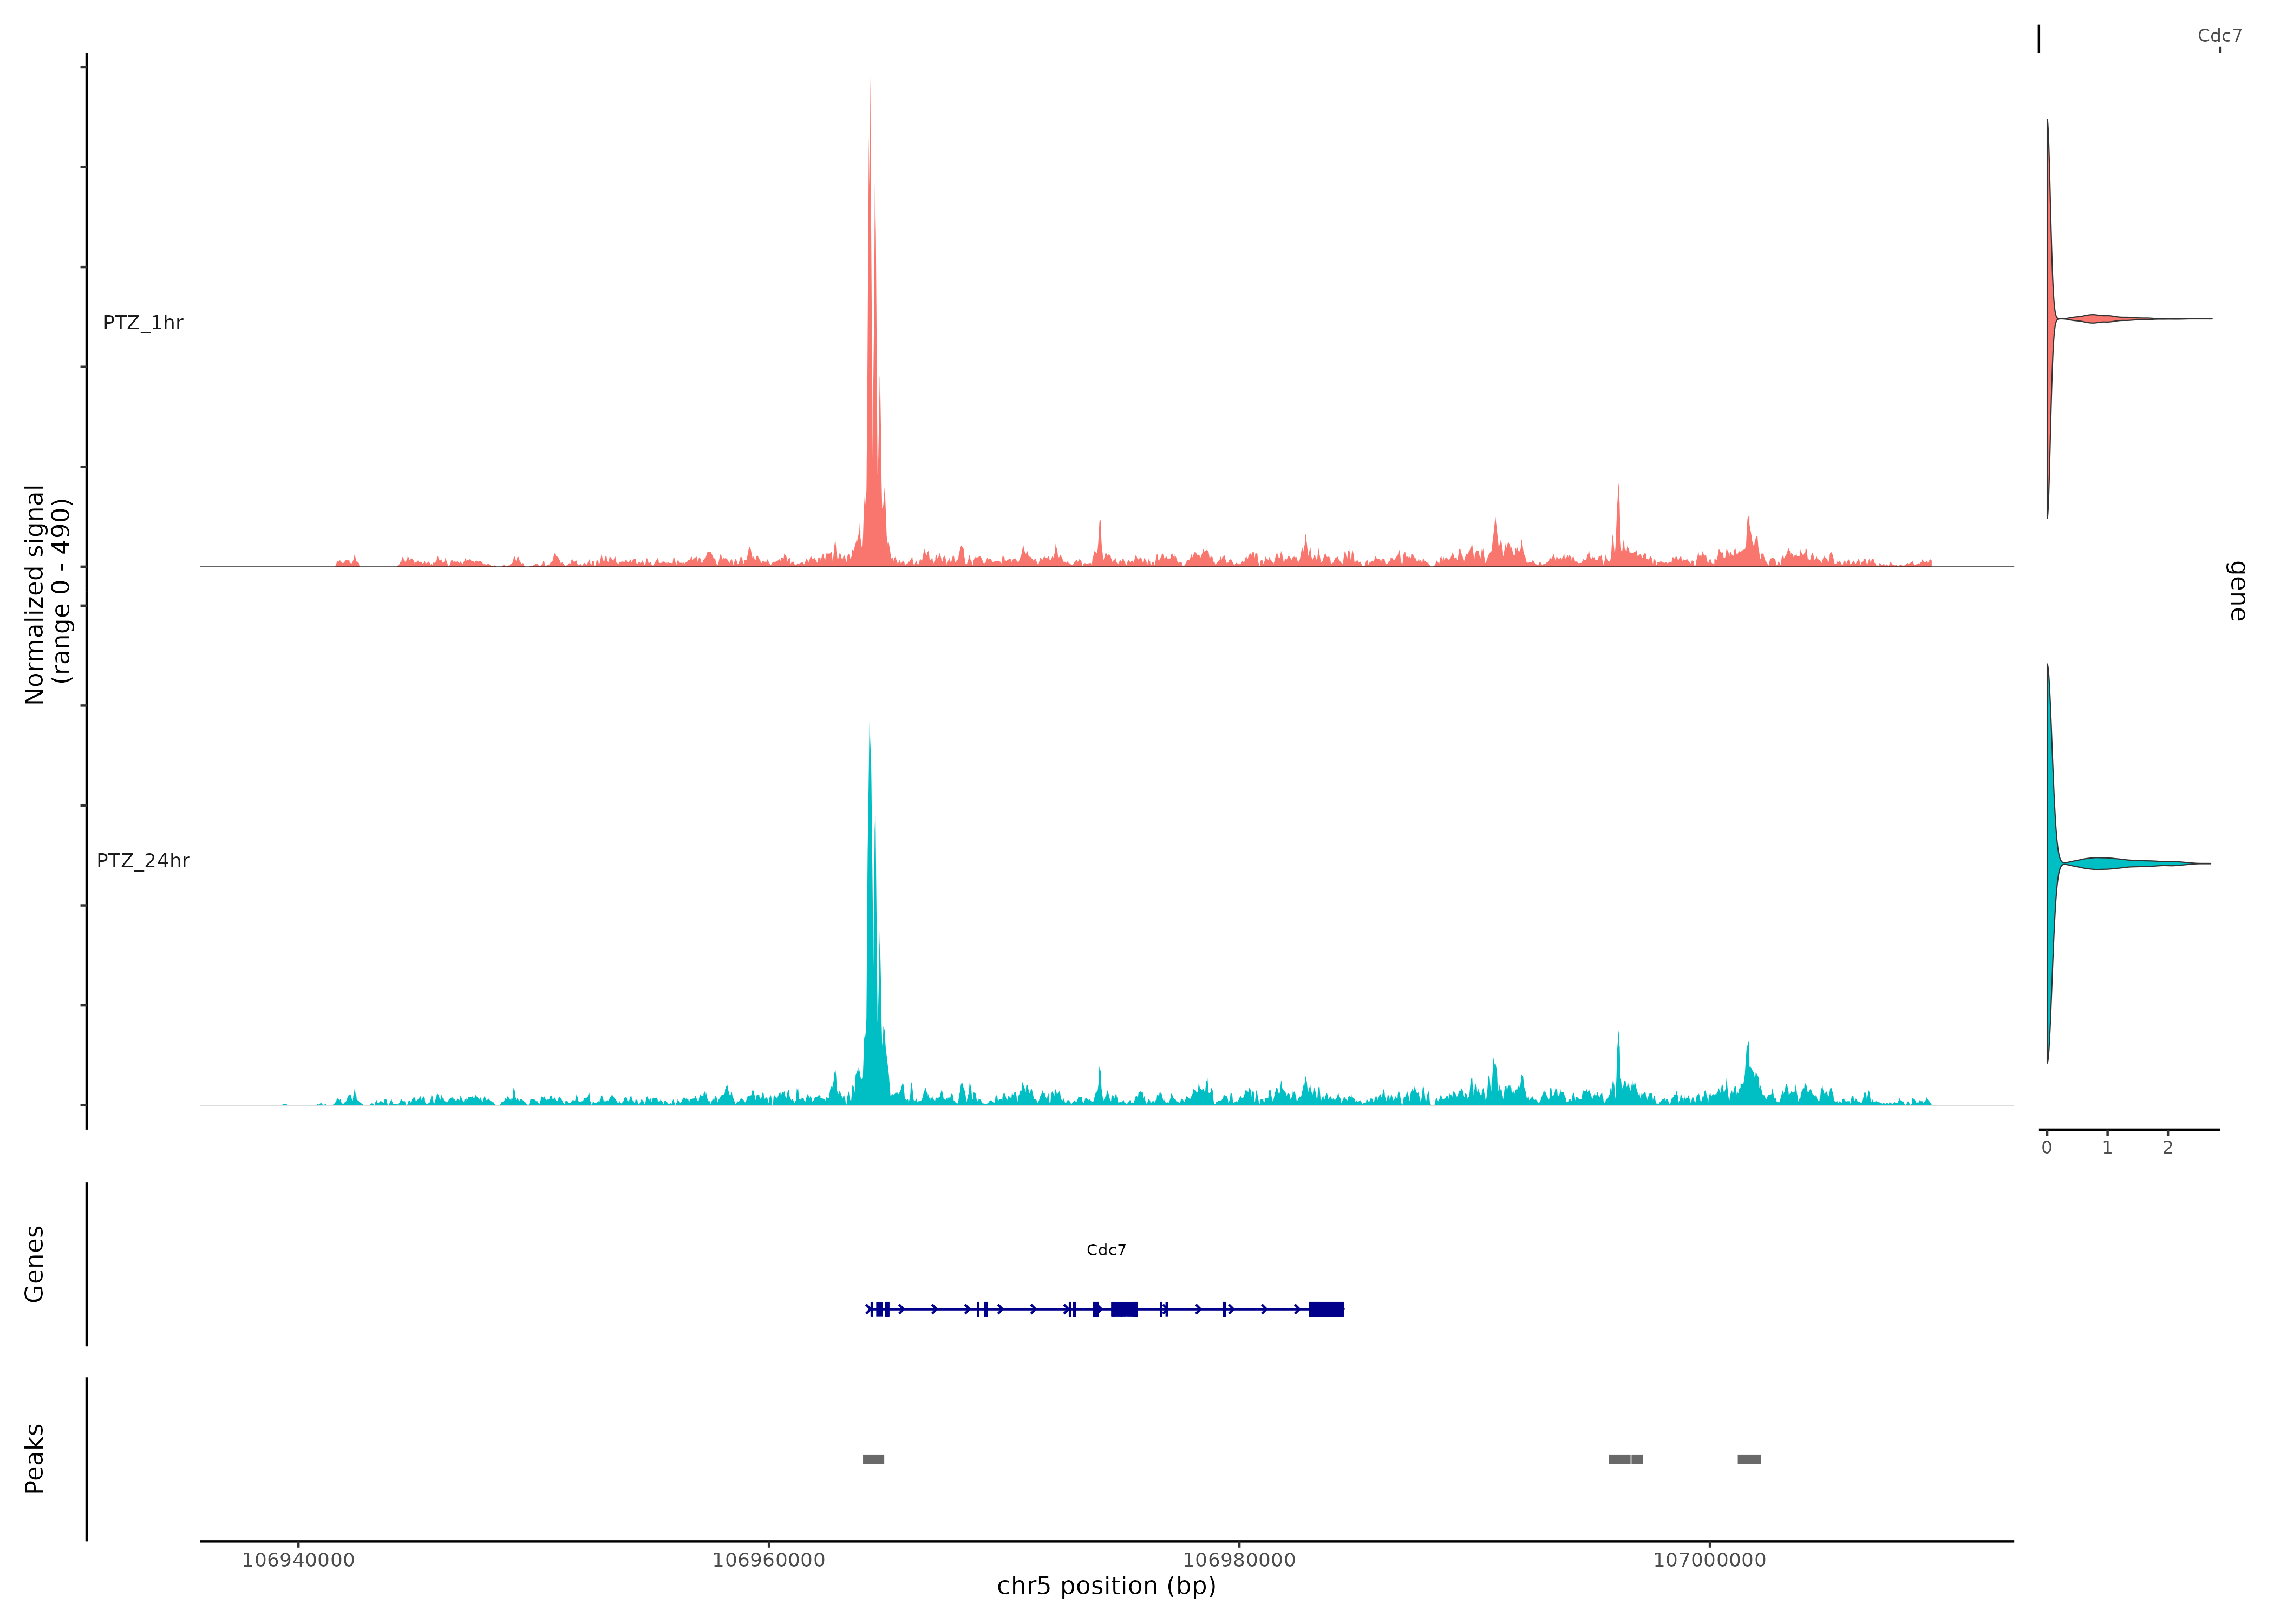 Cdc7
PTZ_1hr
Normalized signal
(range 0 - 490)
gene
PTZ_24hr
0 1 2
Genes
Cdc7
Peaks
106940000 106960000 106980000 107000000
chr5 position (bp)